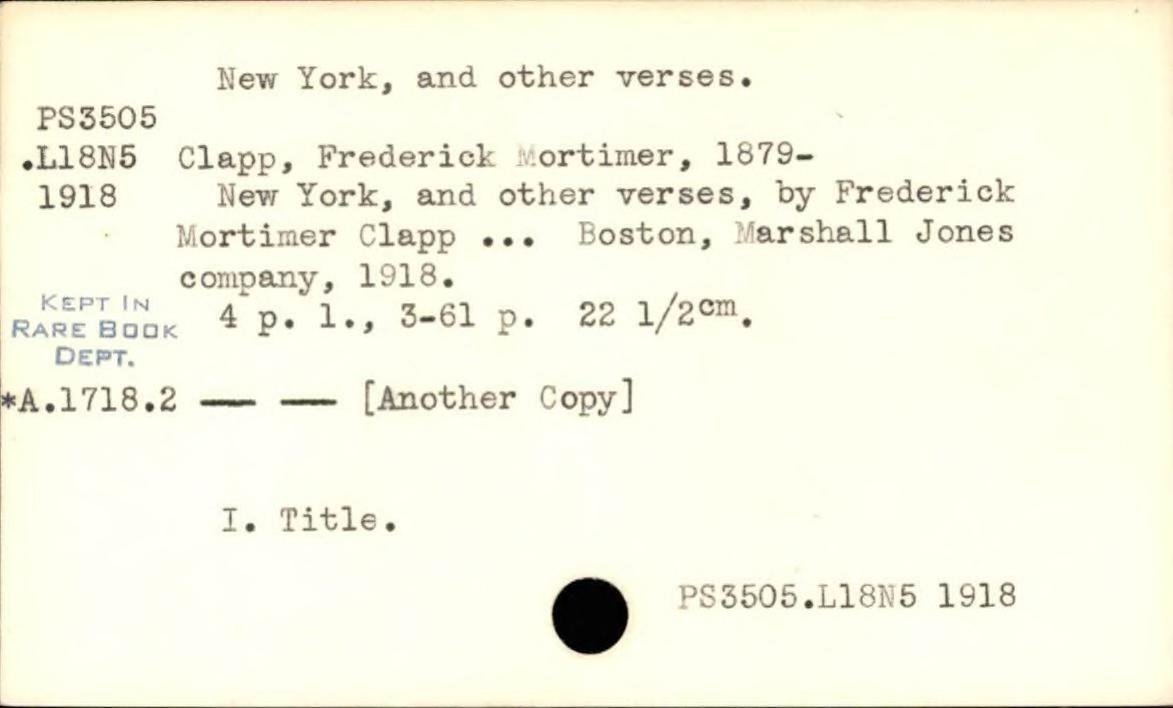 New York, and other verses.
PS3505
.L18N5 Clapp, Frederick Mortimer, 1879-
1918 New York, and other verses, by Frederick
Mortimer Clapp ... Boston, Marshall Jones
company, 1918.
KEPT IN
RARE BOOK
DEPT.
4 p. l., 3-61 p. 22 1/2cm.
*A.1718.2 — — [Another Copy]
I. Title.
PS3505.L18N5 1918